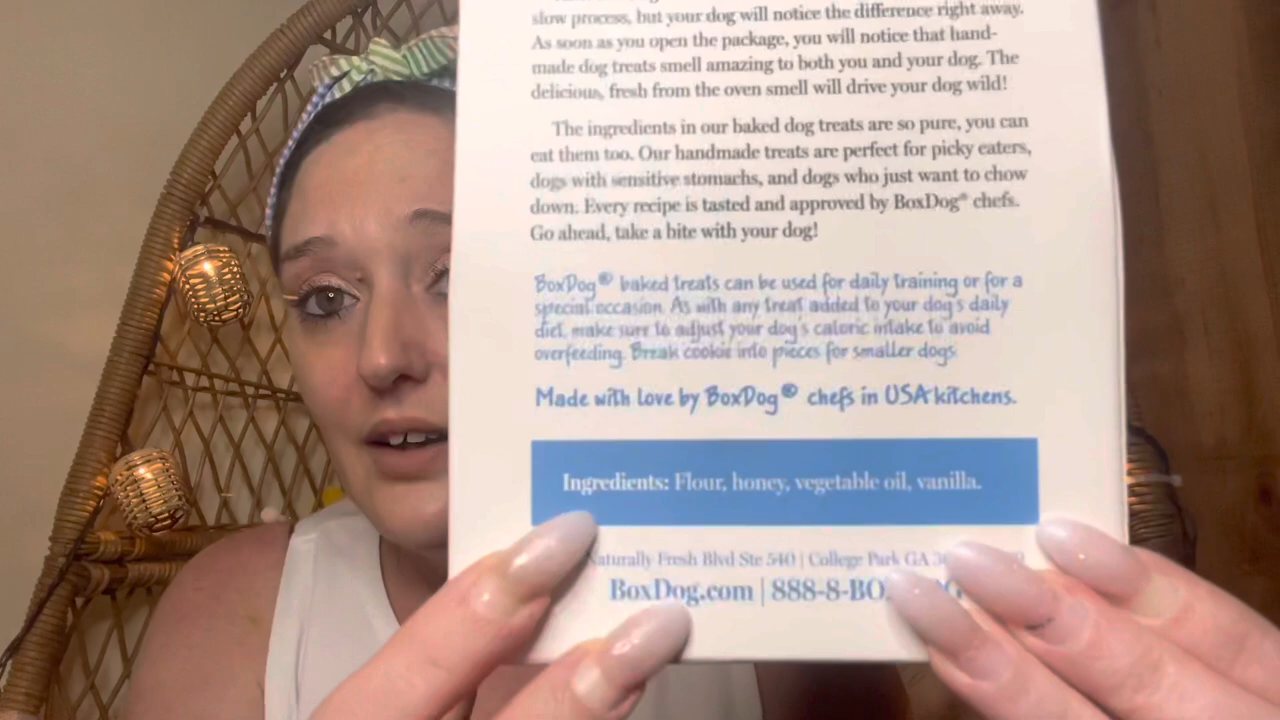 slow process, but your dog will notice the difference right away.
As soon as you open the package, you will notice that hand-
made dog treats smell amazing to both you and your dog. The
delicious, fresh from the oven smell will drive your dog wild!
The ingredients in our baked dog treats are so pure, you can
eat them too. Our handmade treats are perfect for picky eaters,
dogs with sensitive stomachs, and dogs who just want to chow
down. Every recipe is tasted and approved by BoxDog® chefs.
Go ahead, take a bite with your dog!
BoxDog® baked treats can be used for daily training or for a
special occasion. As with any treat added to your dog's daily
diet, make sure to adjust your dog's caloric intake to avoid
overfeeding. Break cookie into pieces for smaller dogs
Made with love by BoxDog® chefs in USA kitchens.
Ingredients: Flour, honey, vegetable oil, vanilla.
Naturally Fresh Blvd Ste 540 | College Park GA
BoxDog.com | 888-8-BO